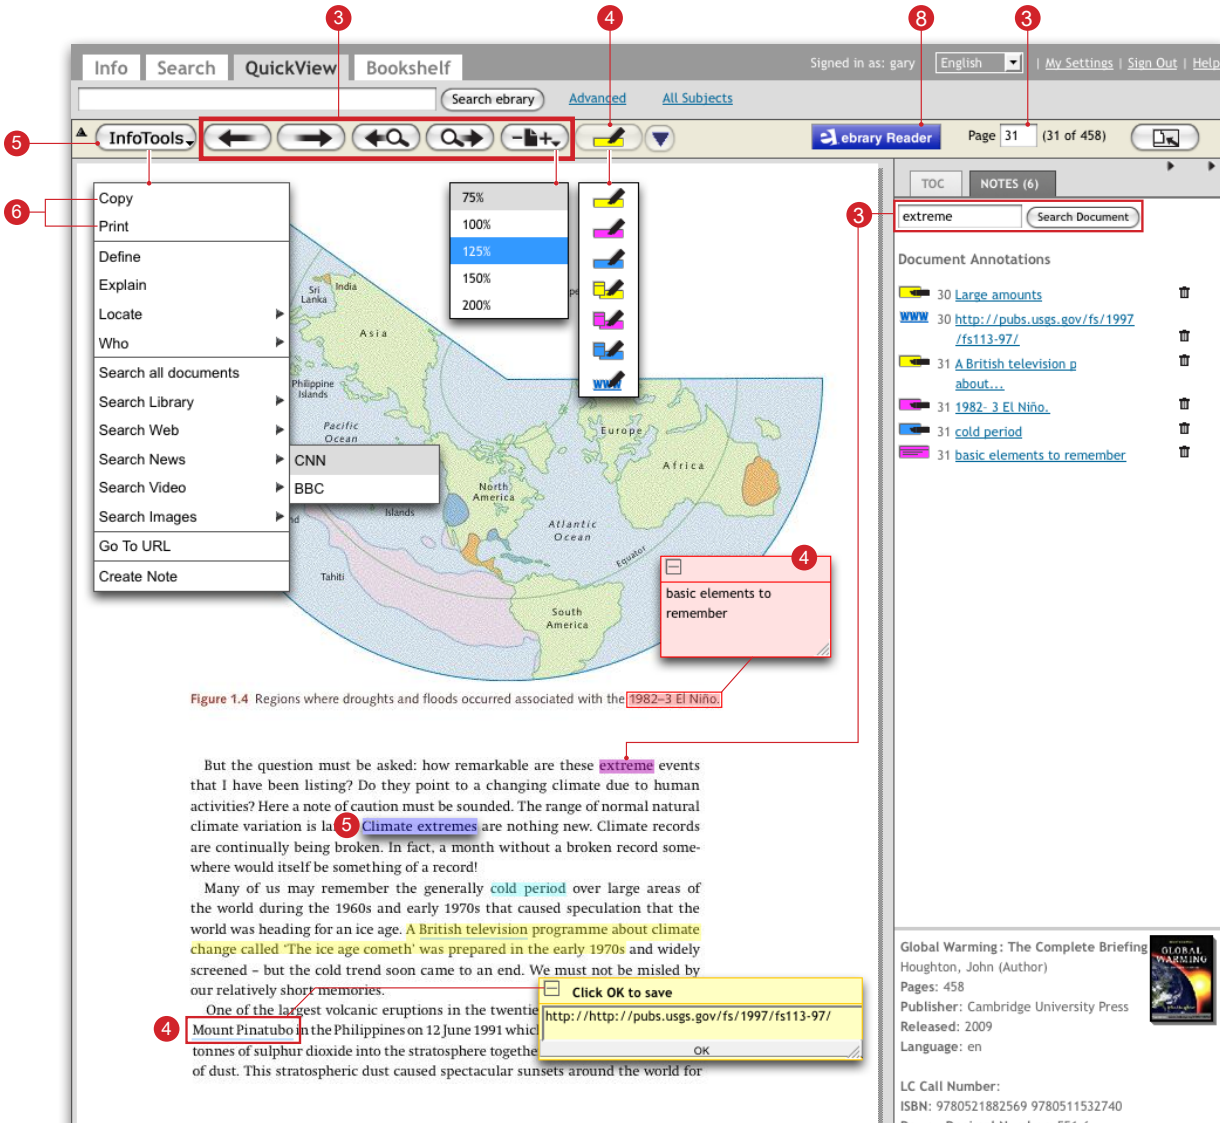 3
4
8
3
Info
Search
QuickView
Bookshelf
Signed in as: gary
English
| My Settings | Sign Out | Help
Search ebrary
Advanced
All Subjects
5
InfoTools
ebrary Reader
Page 31 (31 of 458)
TOC
NOTES (6)
6
Copy
Print
Define
Explain
Locate
Who
Search all documents
Search Library
Search Web
Search News
Search Video
Search Images
Go To URL
Create Note
CNN
BBC
75%
100%
125%
150%
200%
www
3
extreme
Search Document
Document Annotations
30 Large amounts
www 30 http://pubs.usgs.gov/fs/1997
/fs113-97/
31 A British television p
about...
31 1982- 3 El Niño.
31 cold period
31 basic elements to remember
Sri
Lanka
India
Asia
Philippine
Islands
Pacific
Ocean
Europe
Africa
North
America
Islands
Atlantic
Ocean
Equator
Tahiti
South
America
4
basic elements to
remember
Figure 1.4 Regions where droughts and floods occurred associated with the 1982–3 El Niño.
But the question must be asked: how remarkable are these extreme events
that I have been listing? Do they point to a changing climate due to human
activities? Here a note of caution must be sounded. The range of normal natural
climate variation is la 5 Climate extremes are nothing new. Climate records
are continually being broken. In fact, a month without a broken record some-
where would itself be something of a record!
Many of us may remember the generally cold period over large areas of
the world during the 1960s and early 1970s that caused speculation that the
world was heading for an ice age. A British television programme about climate
change called ‘The ice age cometh’ was prepared in the early 1970s and widely
screened – but the cold trend soon came to an end. We must not be misled by
our relatively short memories.
One of the largest volcanic eruptions in the twentie
4
Mount Pinatubo in the Philippines on 12 June 1991 whic
tonnes of sulphur dioxide into the stratosphere togethe
of dust. This stratospheric dust caused spectacular sunsets around the world for
Click OK to save
http://http://pubs.usgs.gov/fs/1997/fs113-97/
OK
Global Warming: The Complete Briefing
Houghton, John (Author)
Pages: 458
Publisher: Cambridge University Press
Released: 2009
Language: en
LC Call Number:
ISBN: 9780521882569 9780511532740
GLOBAL
WARMING